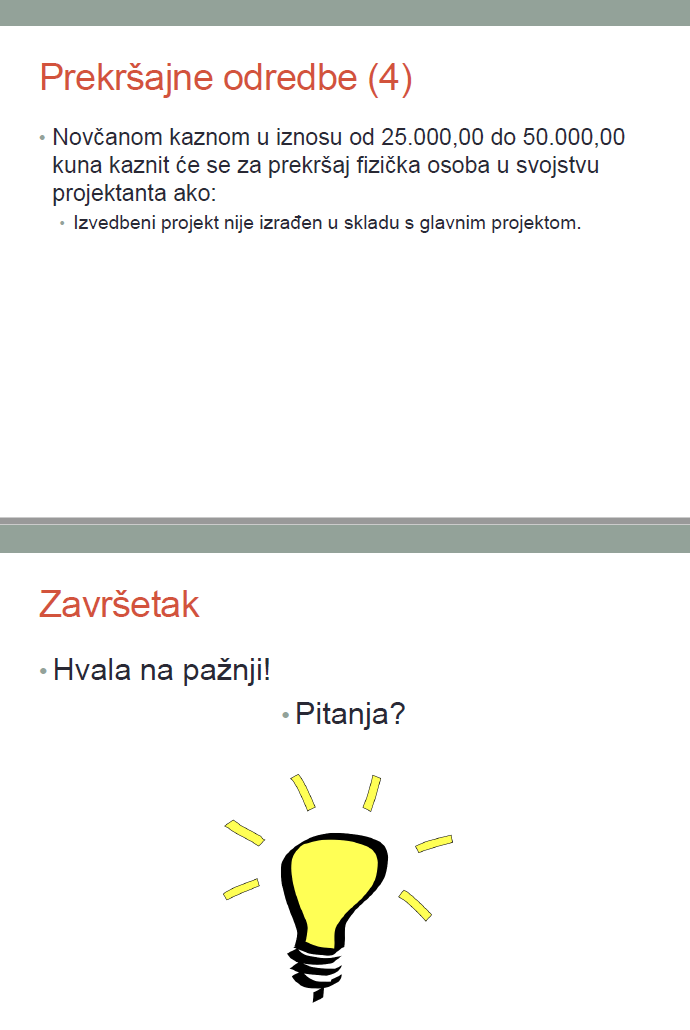 Prekršajne odredbe (4)
• Novčanom kaznom u iznosu od 25.000,00 do 50.000,00
kuna kaznit će se za prekršaj fizička osoba u svojstvu
projektanta ako:
• Izvedbeni projekt nije izrađen u skladu s glavnim projektom.
Završetak
• Hvala na pažnji!
• Pitanja?